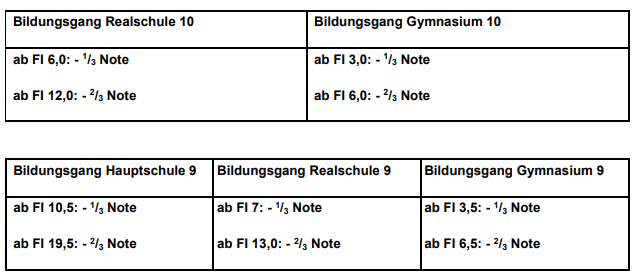 Bildungsgang Realschule 10 Bildungsgang Gymnasium 10
ab FI 6,0: - 1/3 Note ab FI 3,0: - 1/3 Note
ab FI 12,0: - 2/3 Note ab FI 6,0: - 2/3 Note
Bildungsgang Hauptschule 9 Bildungsgang Realschule 9 Bildungsgang Gymnasium 9
ab FI 10,5: - 1/3 Note ab FI 7: - 1/3 Note ab FI 3,5: - 1/3 Note
ab FI 19,5: - 2/3 Note ab FI 13,0: - 2/3 Note ab FI 6,5: - 2/3 Note